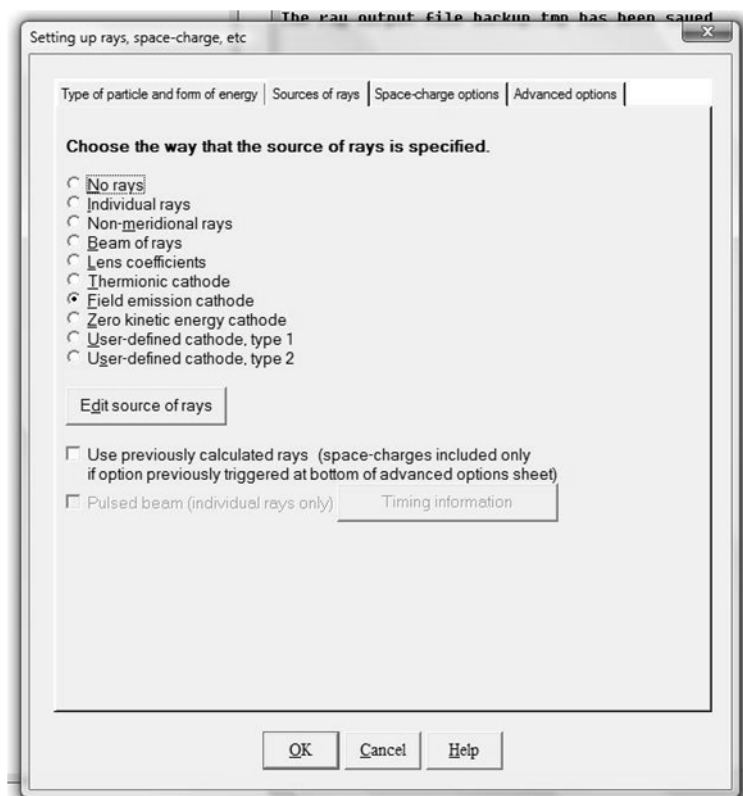 The ray output file backup tmp has been saved
Setting up rays, space-charge, etc
x
Type of particle and form of energy Sources of rays Space-charge options Advanced options
Choose the way that the source of rays is specified.
No rays
Individual rays
Non-meridional rays
Beam of rays
Lens coefficients
Thermionic cathode
Field emission cathode
Zero kinetic energy cathode
User-defined cathode, type 1
User-defined cathode, type 2
Edit source of rays
Use previously calculated rays (space-charges included only
if option previously triggered at bottom of advanced options sheet)
Pulsed beam (individual rays only) Timing information
OK Cancel Help